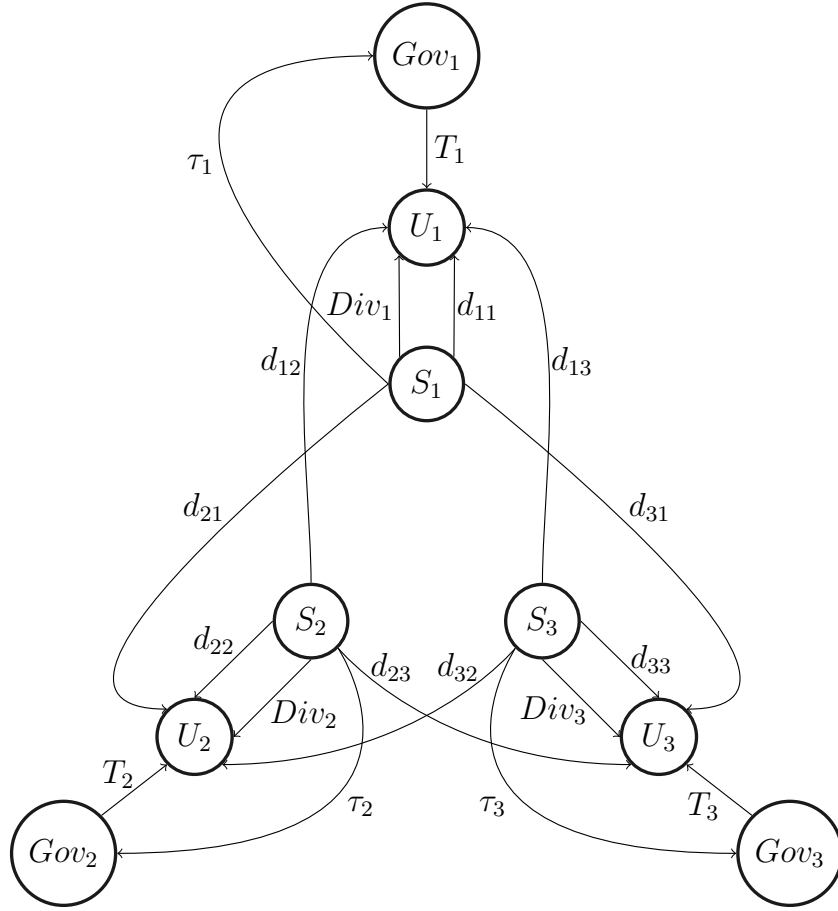 Gov₁
T₁
τ₁
U₁
Div₁ d₁₁
d₁₂ d₁₃
S₁
d₂₁ d₃₁
S₂ S₃
d₂₂ d₂₃ d₃₂ d₃₃
Div₂ Div₃
U₂ U₃
T₂ τ₂ τ₃ T₃
Gov₂ Gov₃